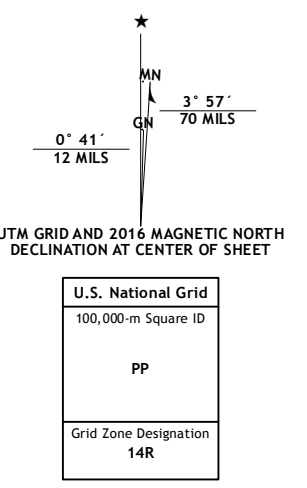 ★
MN
3° 57´
70 MILS
GN
0° 41´
12 MILS
UTM GRID AND 2016 MAGNETIC NORTH
DECLINATION AT CENTER OF SHEET
U.S. National Grid
100,000-m Square ID
PP
Grid Zone Designation
14R